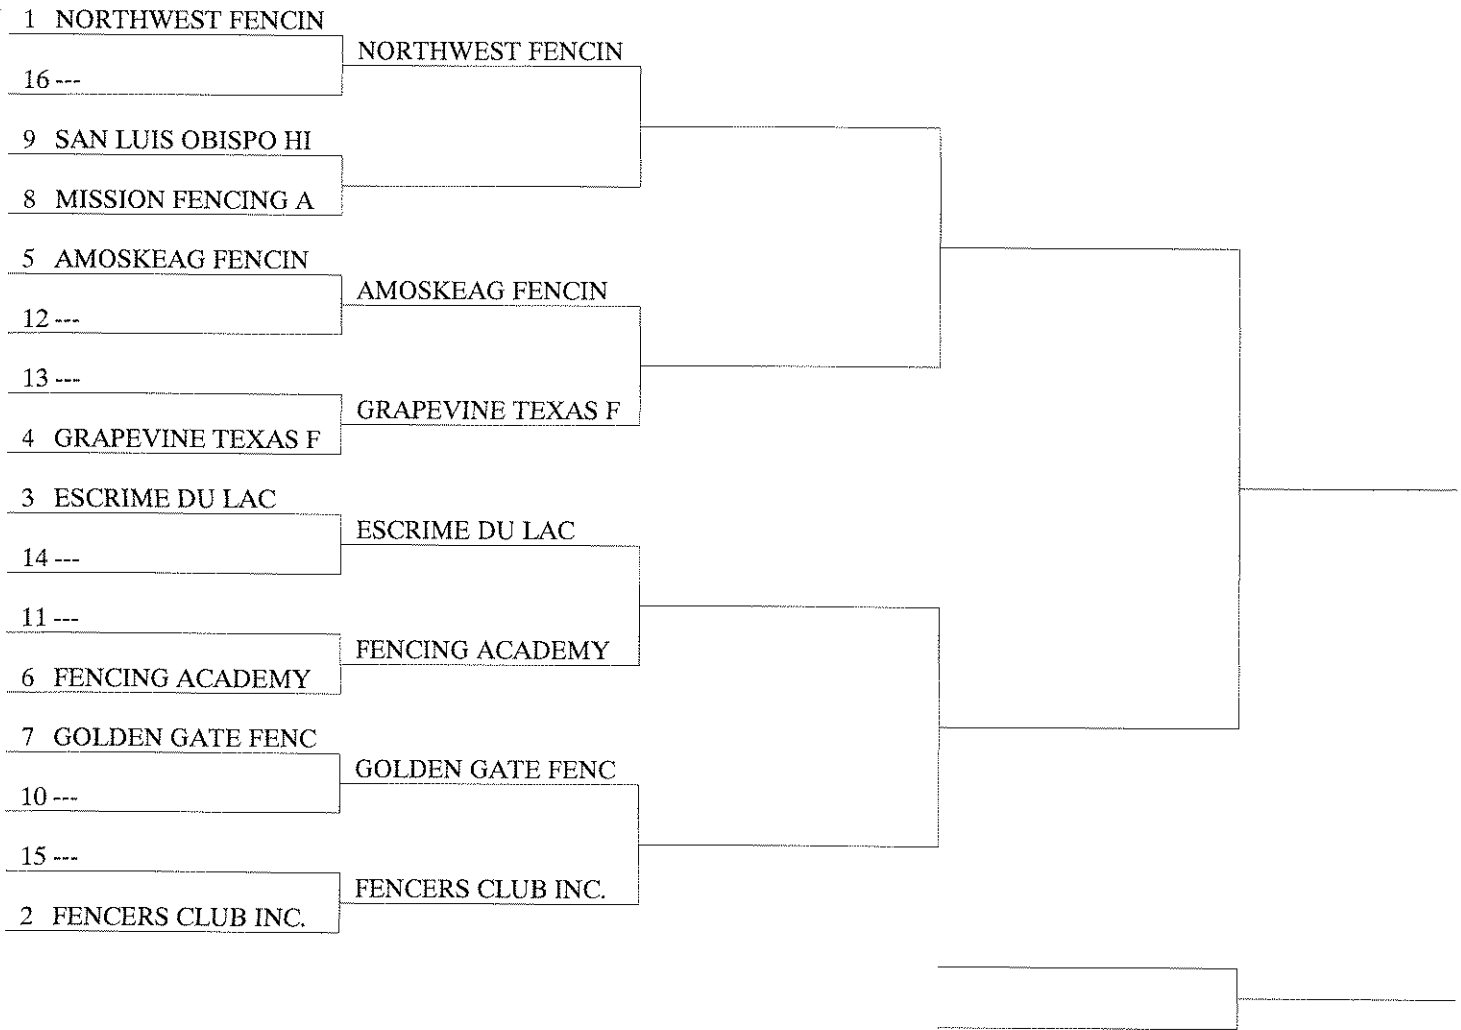 1 NORTHWEST FENCIN
16 ---
9 SAN LUIS OBISPO HI
8 MISSION FENCING A
5 AMOSKEAG FENCIN
12 ---
13 ---
4 GRAPEVINE TEXAS F
3 ESCRIME DU LAC
14 ---
11 ---
6 FENCING ACADEMY
7 GOLDEN GATE FENC
10 ---
15 ---
2 FENCERS CLUB INC.
NORTHWEST FENCIN
AMOSKEAG FENCIN
GRAPEVINE TEXAS F
ESCRIME DU LAC
FENCING ACADEMY
GOLDEN GATE FENC
FENCERS CLUB INC.